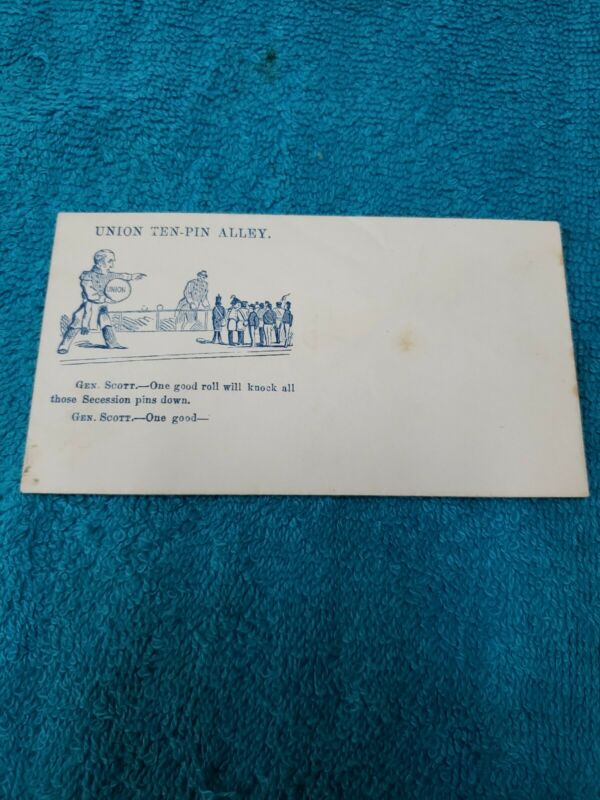 UNION TEN-PIN ALLEY.
UNION
GEN. SCOTT.—One good roll will knock all
those Secession pins down.
GEN. SCOTT.—One good—